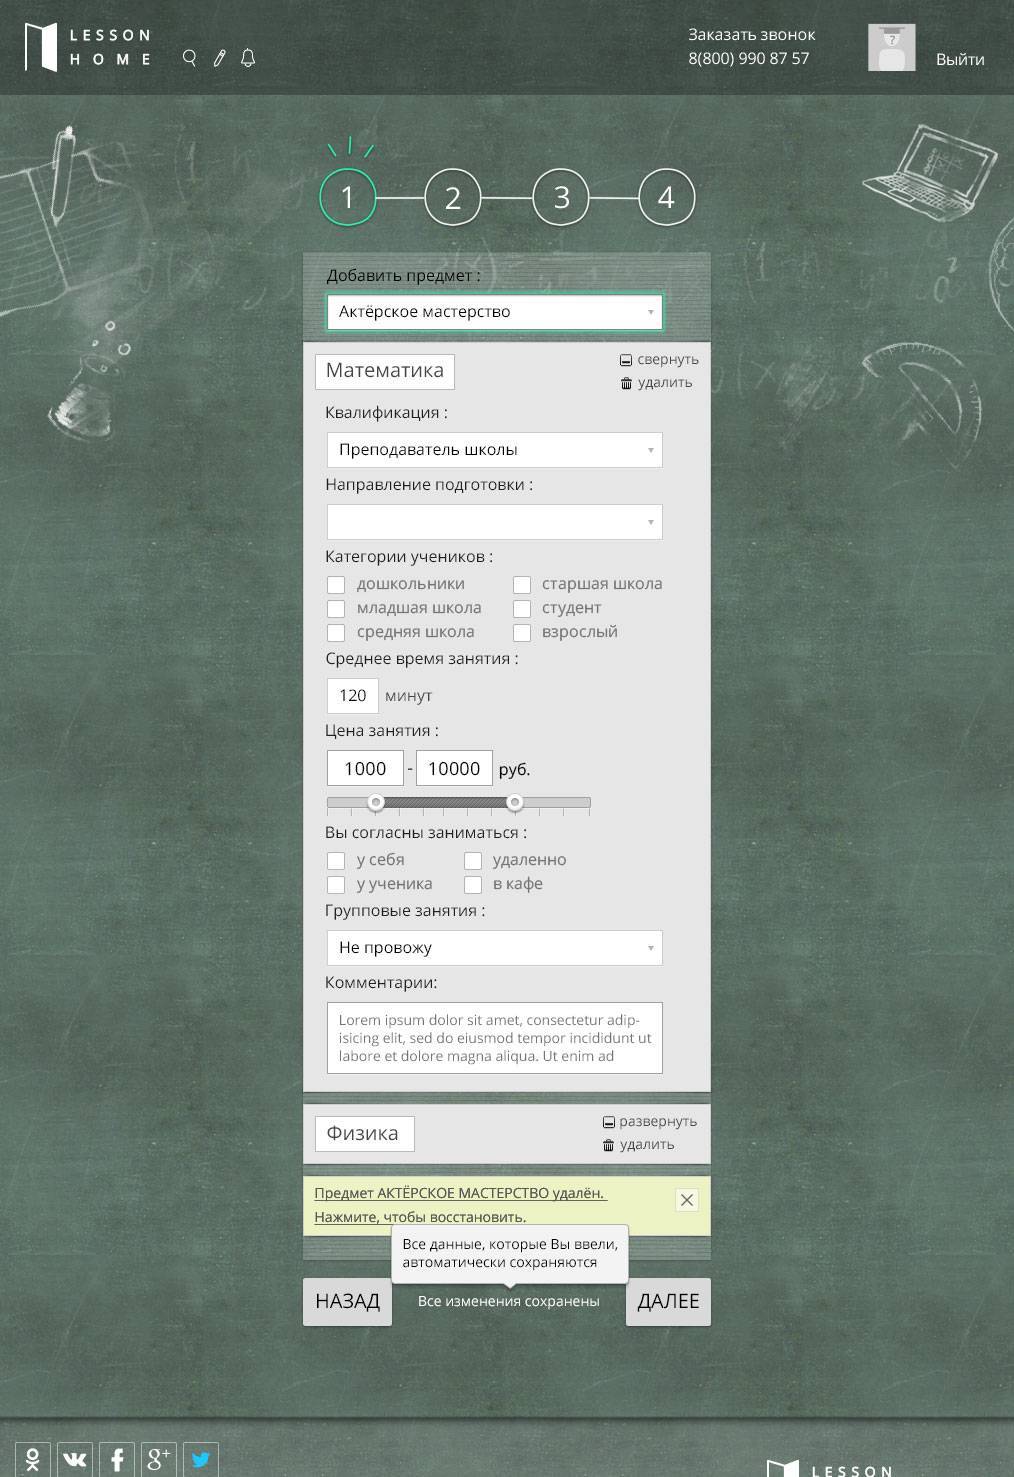 LESSON
HOME
Заказать звонок
8(800) 990 87 57
Выйти
1
2
3
4
Добавить предмет :
Актёрское мастерство
Математика
свернуть
удалить
Квалификация :
Преподаватель школы
Направление подготовки :
Категории учеников :
дошкольники
старшая школа
младшая школа
студент
средняя школа
взрослый
Среднее время занятия :
120 минут
Цена занятия :
1000 - 10000 руб.
Вы согласны заниматься :
у себя
удаленно
у ученика
в кафе
Групповые занятия :
Не провожу
Комментарии:
Lorem ipsum dolor sit amet, consectetur adip-
isicing elit, sed do eiusmod tempor incididunt ut
labore et dolore magna aliqua. Ut enim ad
Физика
развернуть
удалить
Предмет АКТЁРСКОЕ МАСТЕРСТВО удалён.
Нажмите, чтобы восстановить.
Все данные, которые Вы ввели,
автоматически сохраняются
НАЗАД
Все изменения сохранены
ДАЛЕЕ
LESSON